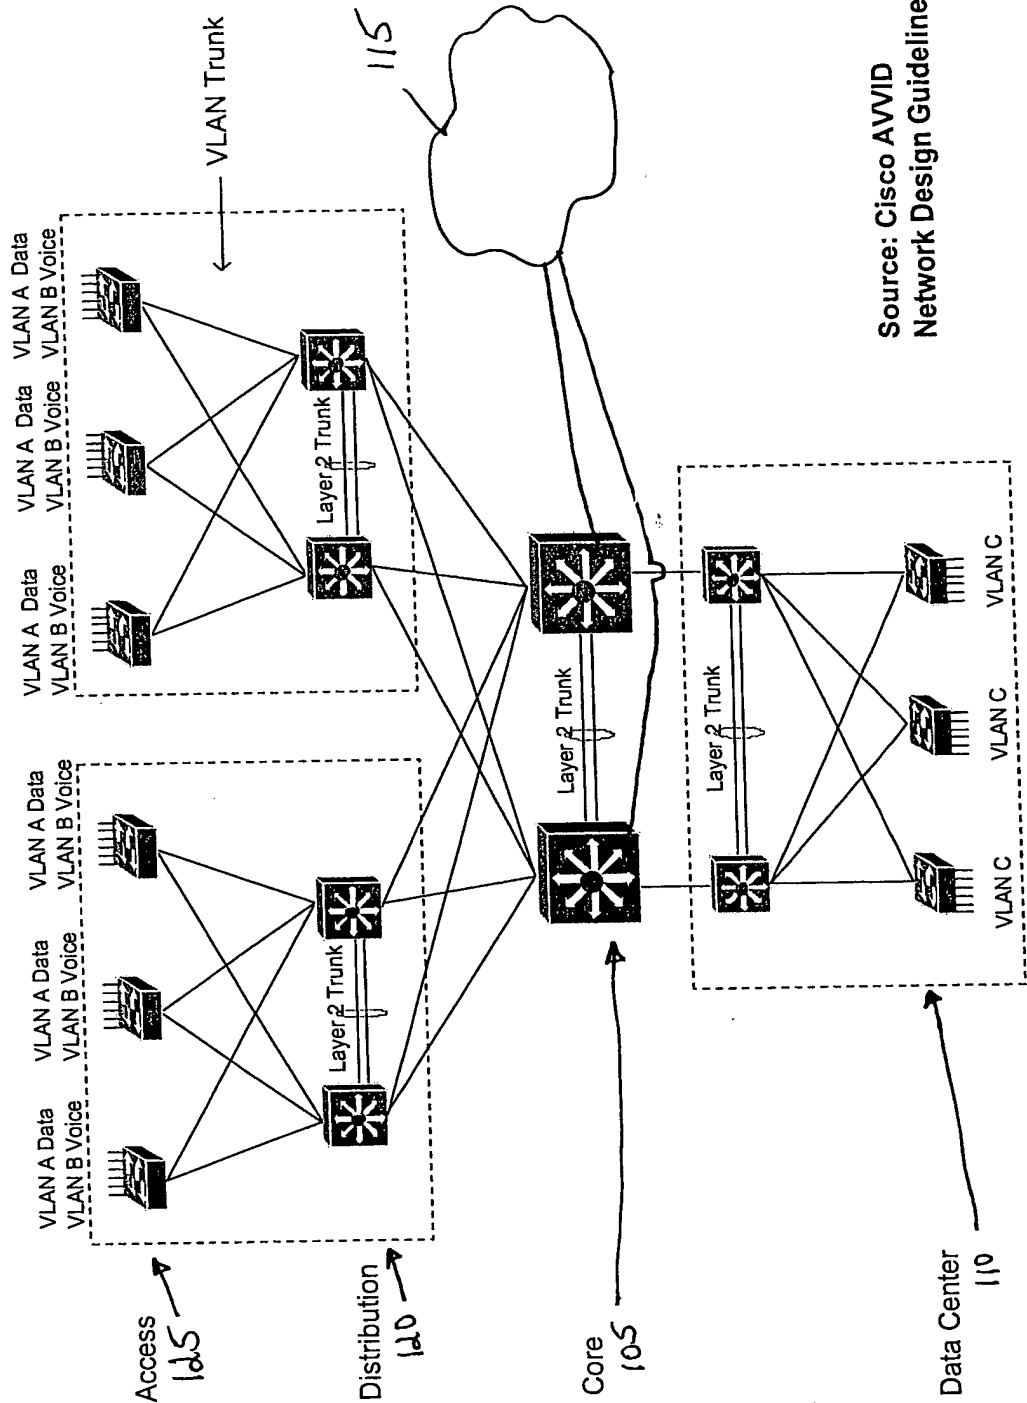 VLAN A Data
VLAN B Voice
VLAN A Data
VLAN B Voice
VLAN A Data
VLAN B Voice
VLAN A Data
VLAN B Voice
VLAN A Data
VLAN B Voice
VLAN A Data
VLAN B Voice
Access
125
VLAN Trunk
Distribution
120
Layer 2 Trunk
Layer 2 Trunk
115
Core
105
Layer 2 Trunk
Layer 2 Trunk
Data Center
110
VLAN C
VLAN C
VLAN C
Source: Cisco AVVID
Network Design Guideline